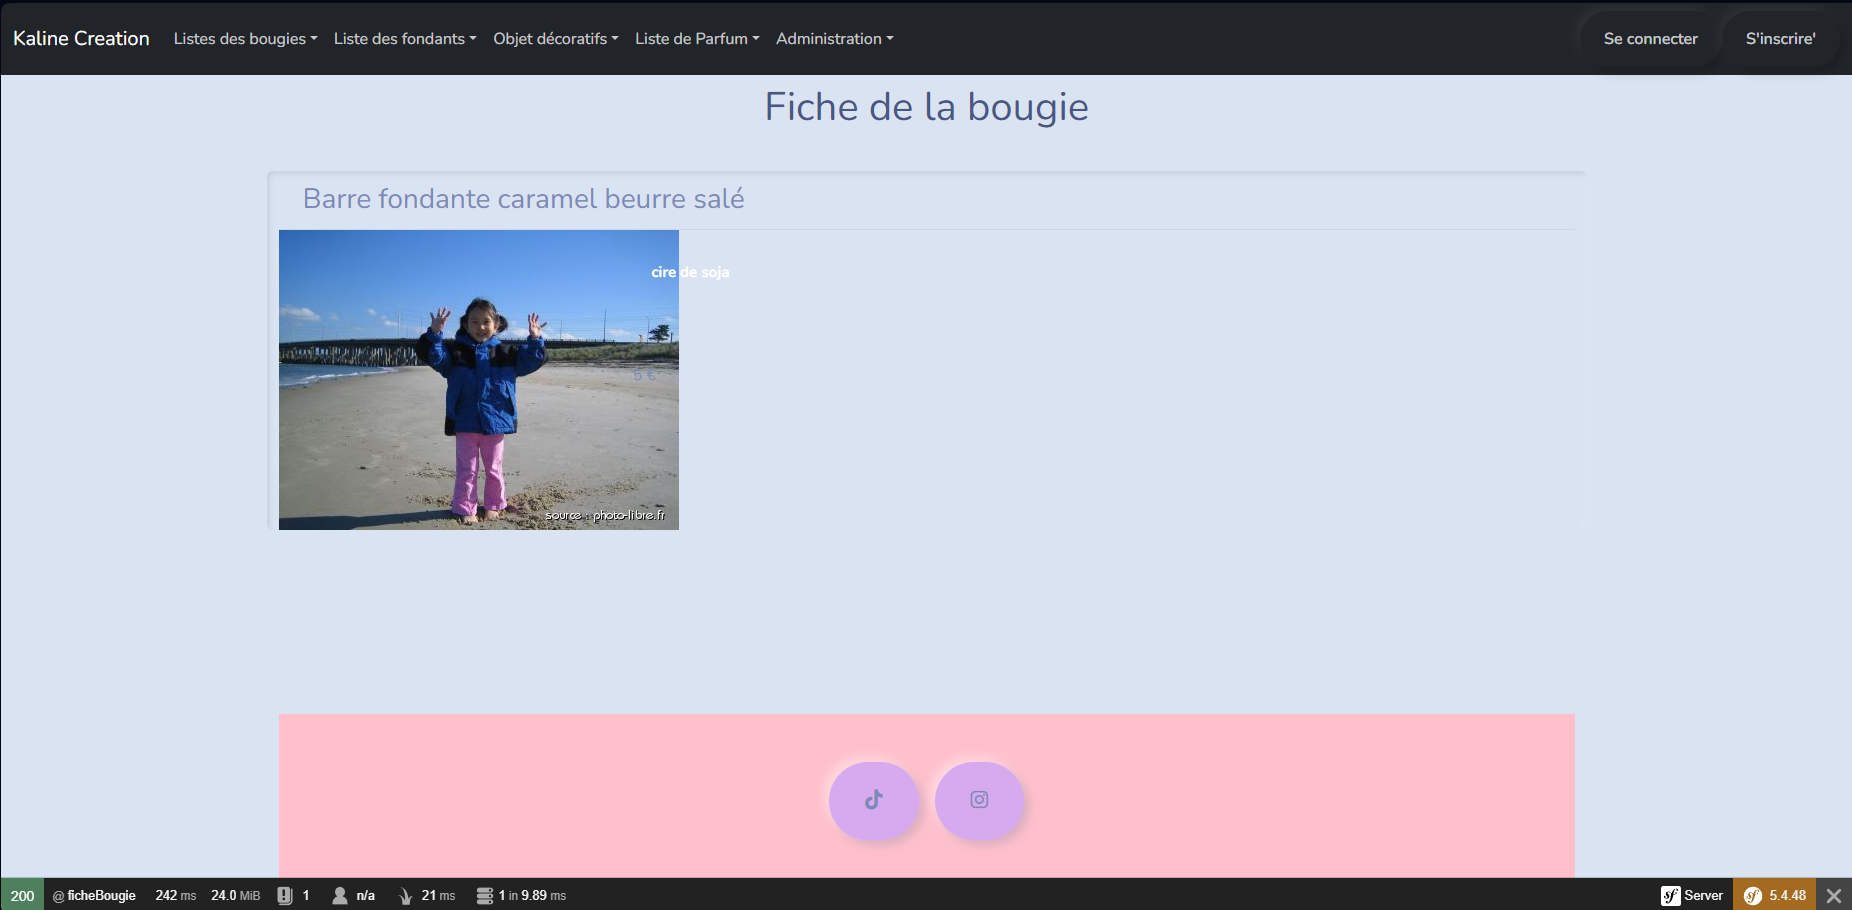 Kaline Creation Listes des bougies Liste des fondants Objet décoratifs Liste de Parfum Administration Se connecter S'inscrire'
Fiche de la bougie
Barre fondante caramel beurre salé
cire de soja
5 €
source : photo-libre.fr
200 @ ficheBougie 242 ms 24.0 MiB 1 n/a 21 ms 1 in 9.89 ms sf Server sf 5.4.48